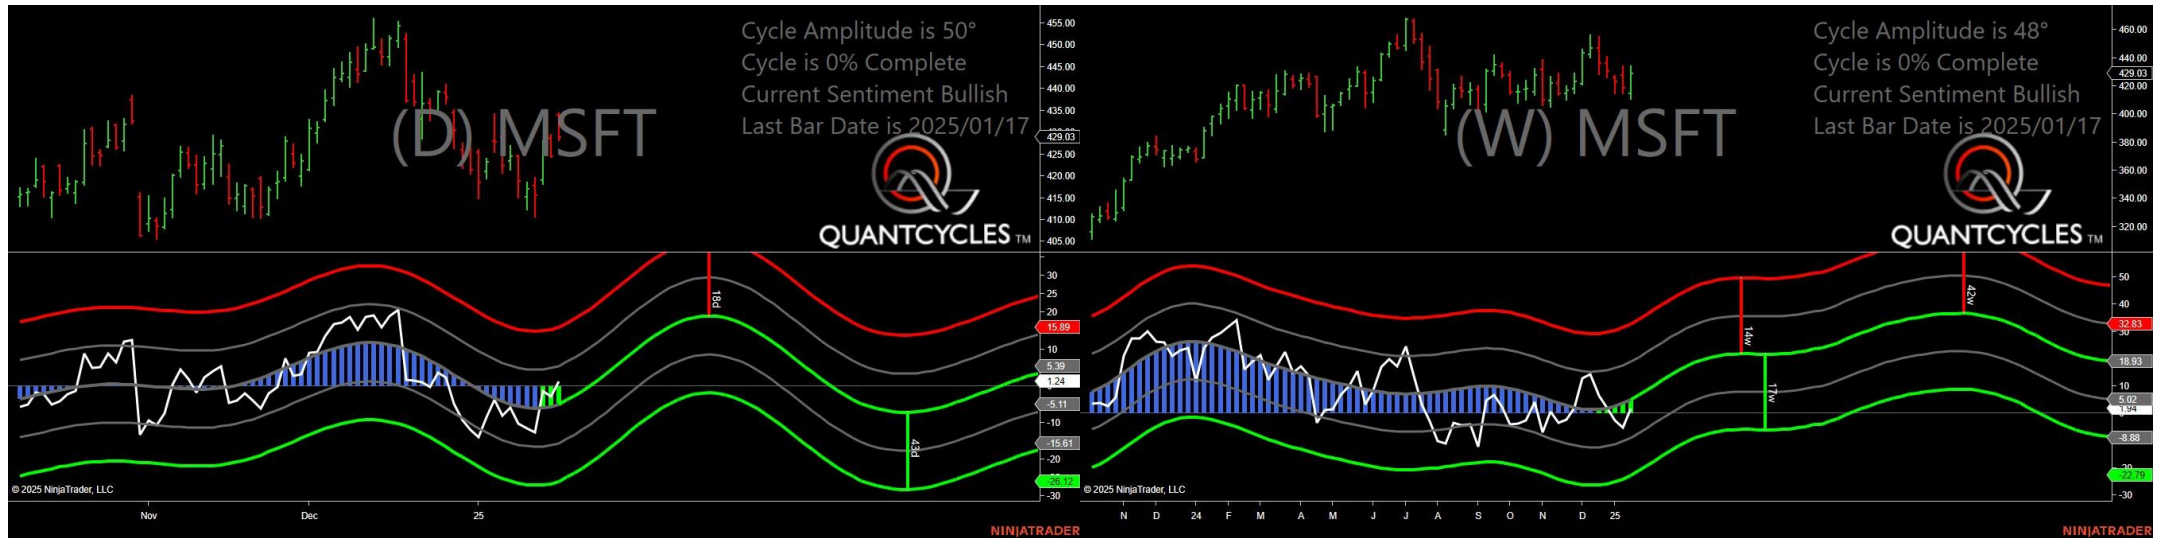 Cycle Amplitude is 50°
Cycle is 0% Complete
Current Sentiment Bullish
Last Bar Date is 2025/01/17
(D) MSFT
QUANTCYCLES TM
455.00
450.00
445.00
440.00
435.00
429.03
425.00
420.00
415.00
410.00
405.00
18d
43d
30
25
20
15.89
10
5.39
1.24
-5.11
-10
-15.61
-20
-26.12
-30
© 2025 NinjaTrader, LLC
Nov Dec 25
NINJATRADER
Cycle Amplitude is 48°
Cycle is 0% Complete
Current Sentiment Bullish
Last Bar Date is 2025/01/17
(W) MSFT
QUANTCYCLES TM
460.00
440.00
429.03
420.00
400.00
380.00
360.00
340.00
320.00
14w
17w
42w
50
40
32.83
30
18.93
10
5.02
1.94
-8.88
-22.79
-30
© 2025 NinjaTrader, LLC
N D 24 F M A M J J A S O N D 25
NINJATRADER